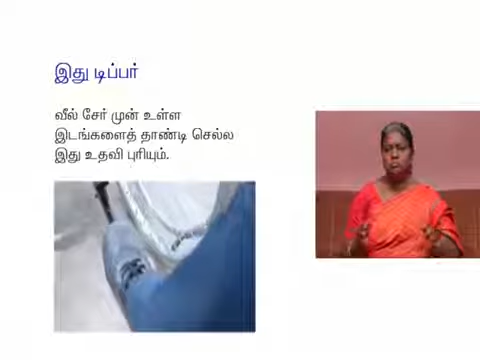 இது டிப்பர்
வீல் சேர் முன் உள்ள
இடங்களைத் தாண்டி செல்ல
இது உதவி புரியும்.